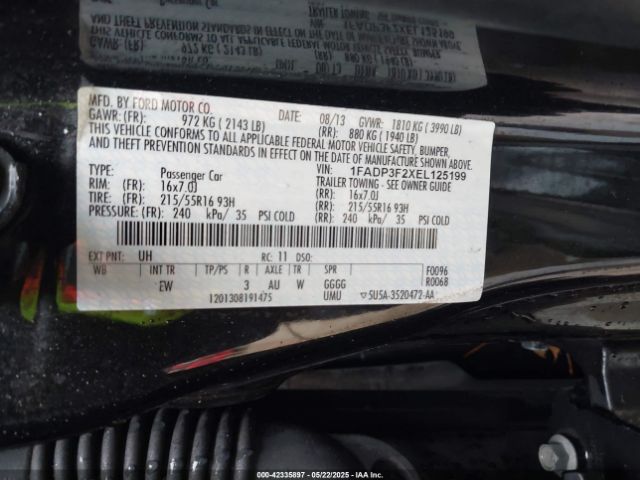 MFD. BY FORD MOTOR CO. DATE: 08/13 GVWR: 1810 KG (3990 LB)
GAWR: (FR): 972 KG (2143 LB) (RR): 880 KG (1940 LB)
THIS VEHICLE CONFORMS TO ALL APPLICABLE FEDERAL MOTOR VEHICLE SAFETY, BUMPER,
AND THEFT PREVENTION STANDARDS IN EFFECT ON THE DATE OF MANUFACTURE SHOWN ABOVE.
VIN: 1FADP3F2XEL125199
TYPE: Passenger Car TRAILER TOWING - SEE OWNER GUIDE
RIM: (FR) 16x7.0J (RR): 16x7.0J
TIRE: (FR) 215/55R16 93H (RR): 215/55R16 93H
PRESSURE: (FR) 240 kPa/ 35 PSI COLD (RR): 240 kPa/ 35 PSI COLD
EXT PNT: UH RC: 11 DSO:
WB INT TR TP/PS R AXLE TR SPR F0096
EW 3 AU W GGGG R0068
1201308191475 UMU 5U5A-3520472-AA
000-42335897 - 05/22/2025 - IAA Inc.